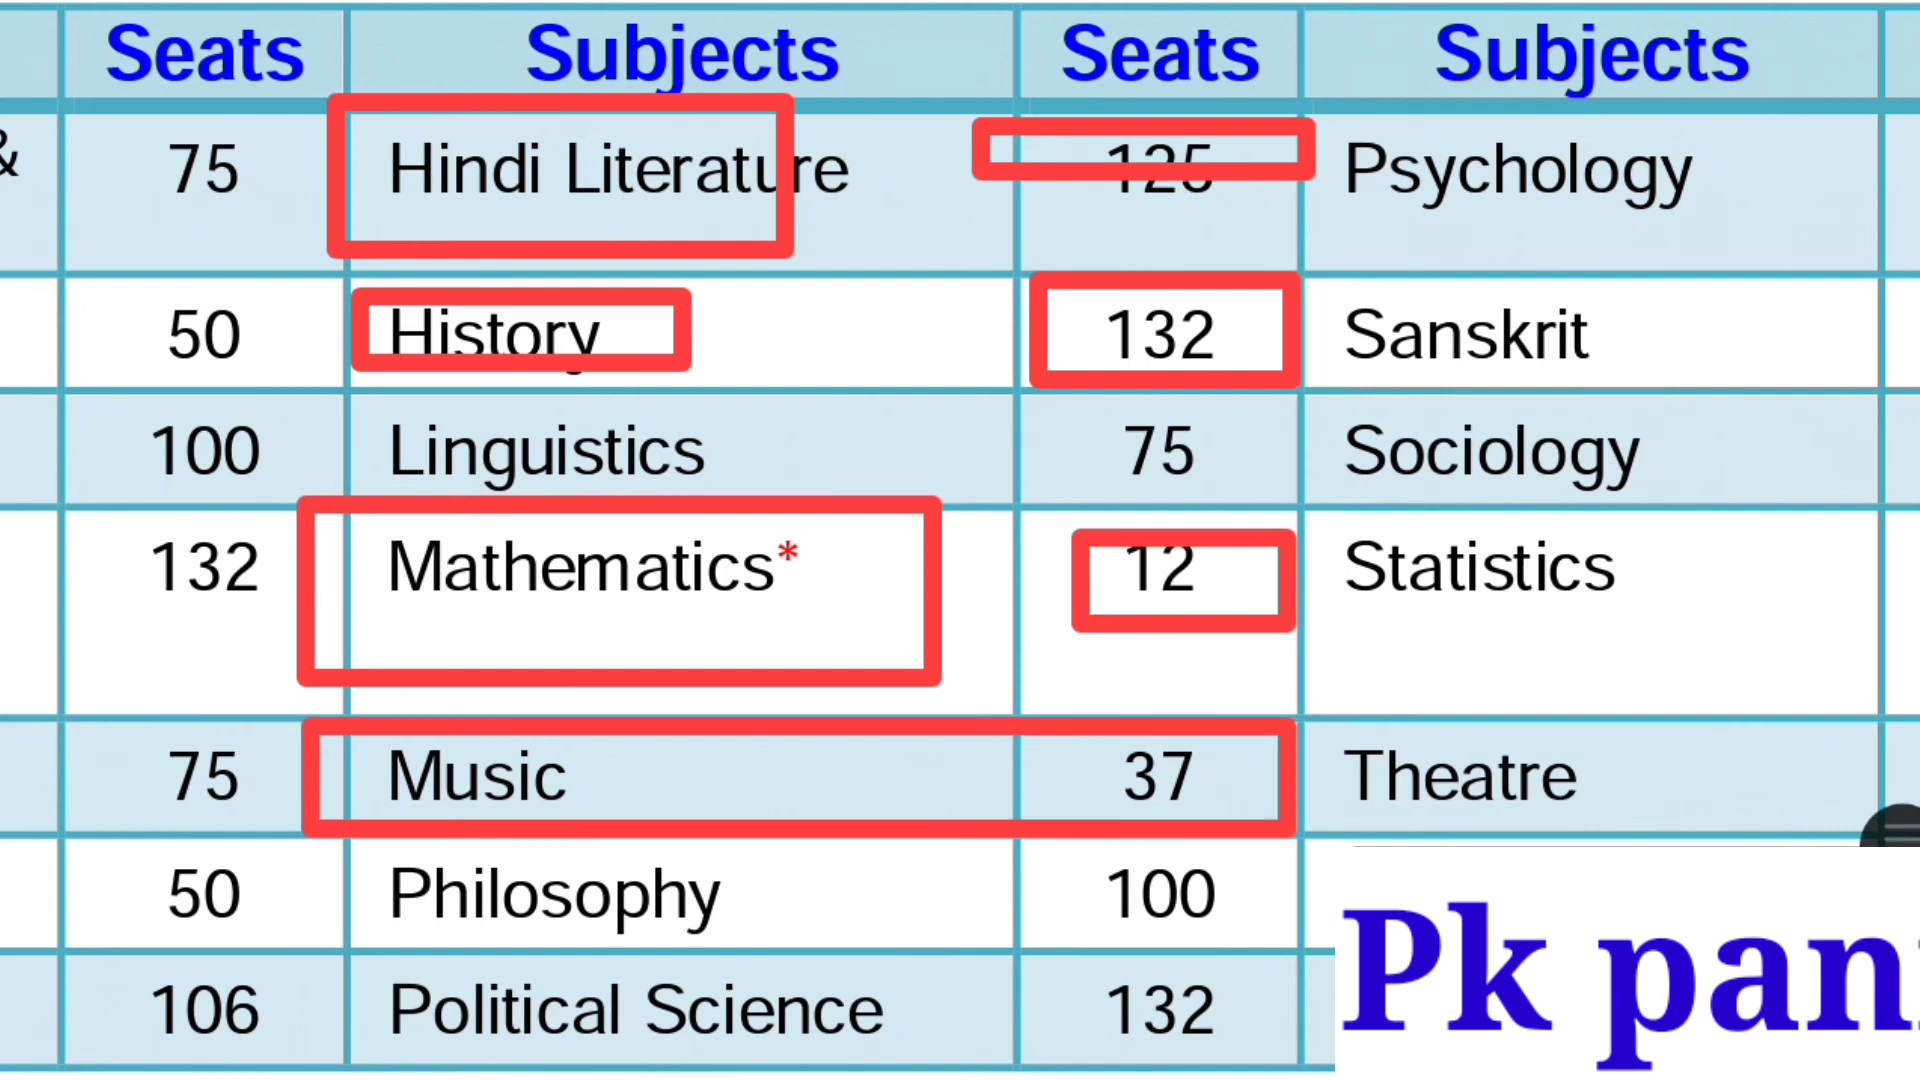 Seats Subjects Seats Subjects
& 75 Hindi Literature 125 Psychology
50 History 132 Sanskrit
100 Linguistics 75 Sociology
132 Mathematics* 12 Statistics
75 Music 37 Theatre
50 Philosophy 100
106 Political Science 132
Pk